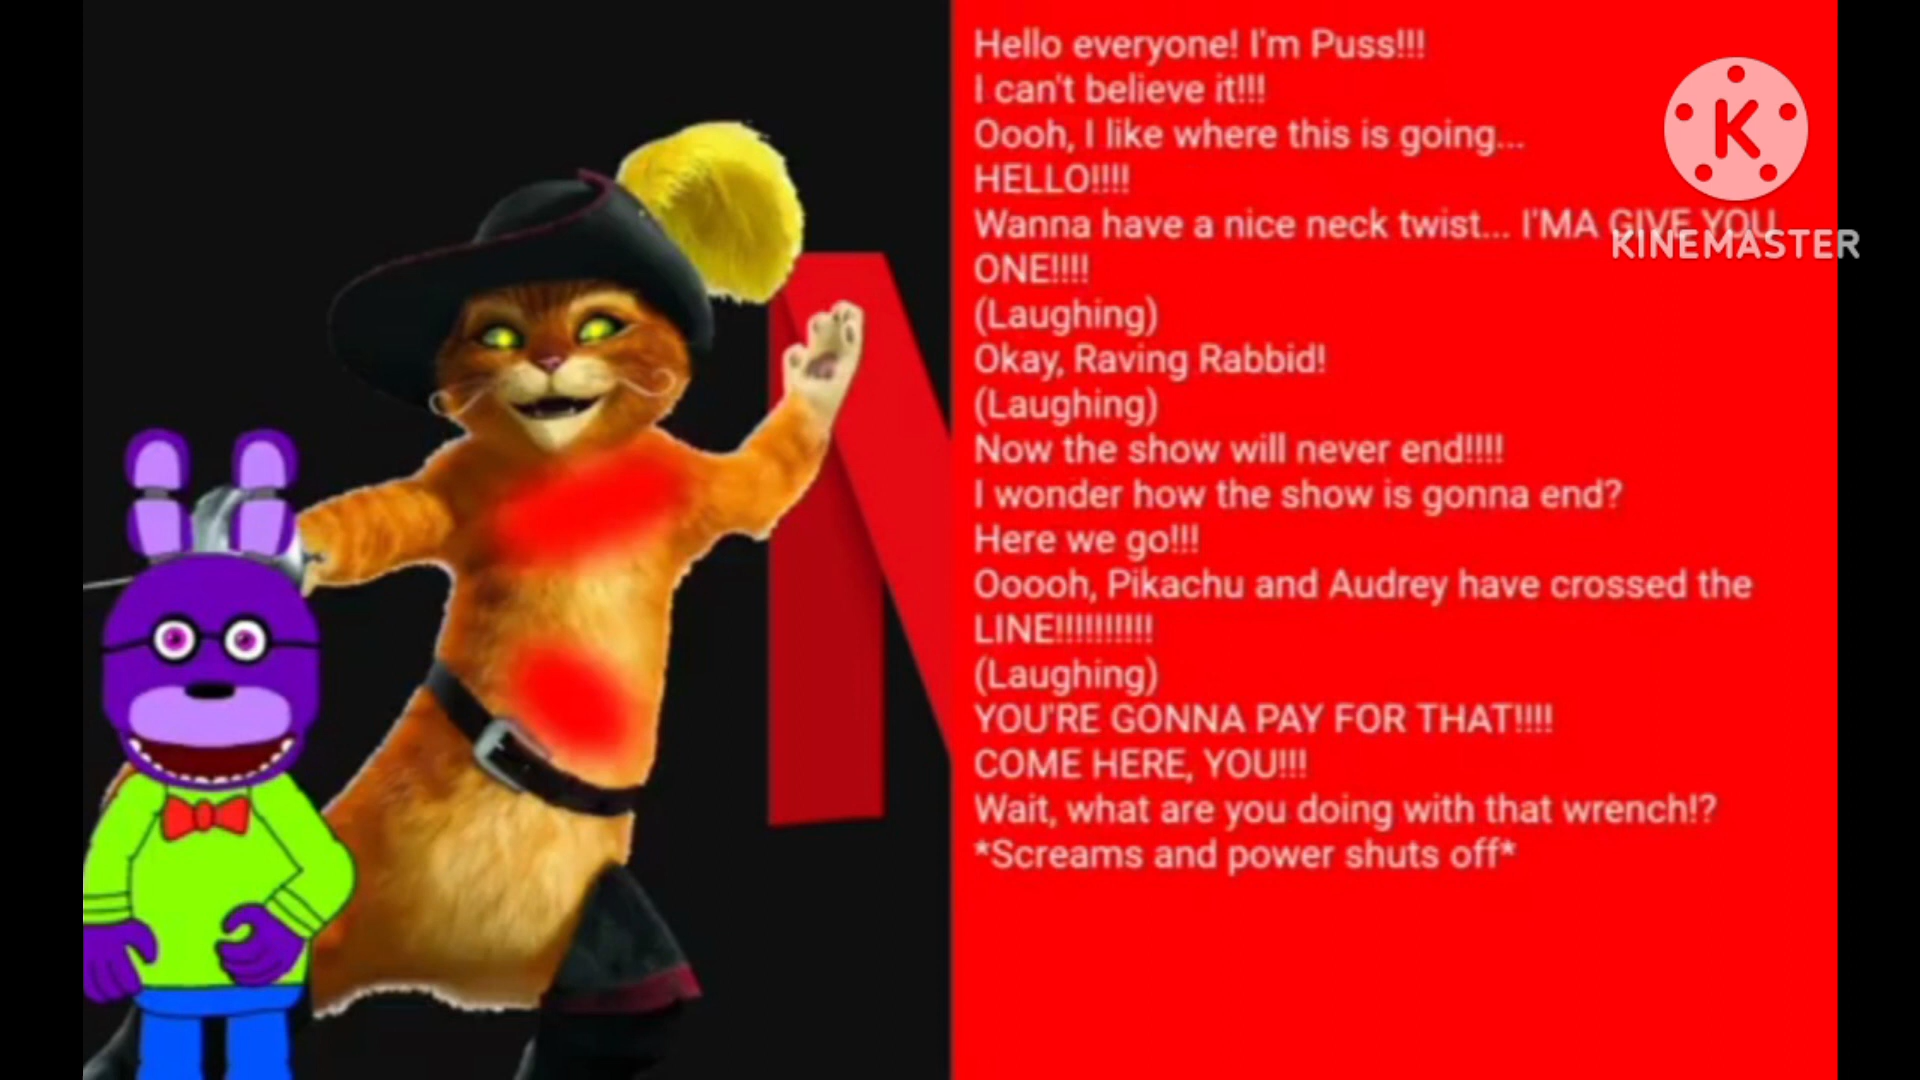 Hello everyone! I'm Puss!!!
I can't believe it!!!
Oooh, I like where this is going...
HELLO!!!!
Wanna have a nice neck twist... I'MA GIVE YOU
ONE!!!!
(Laughing)
Okay, Raving Rabbid!
(Laughing)
Now the show will never end!!!!
I wonder how the show is gonna end?
Here we go!!!
Ooooh, Pikachu and Audrey have crossed the
LINE!!!!!!!!!!
(Laughing)
YOU'RE GONNA PAY FOR THAT!!!!
COME HERE, YOU!!!
Wait, what are you doing with that wrench!?
*Screams and power shuts off*
K
KINEMASTER